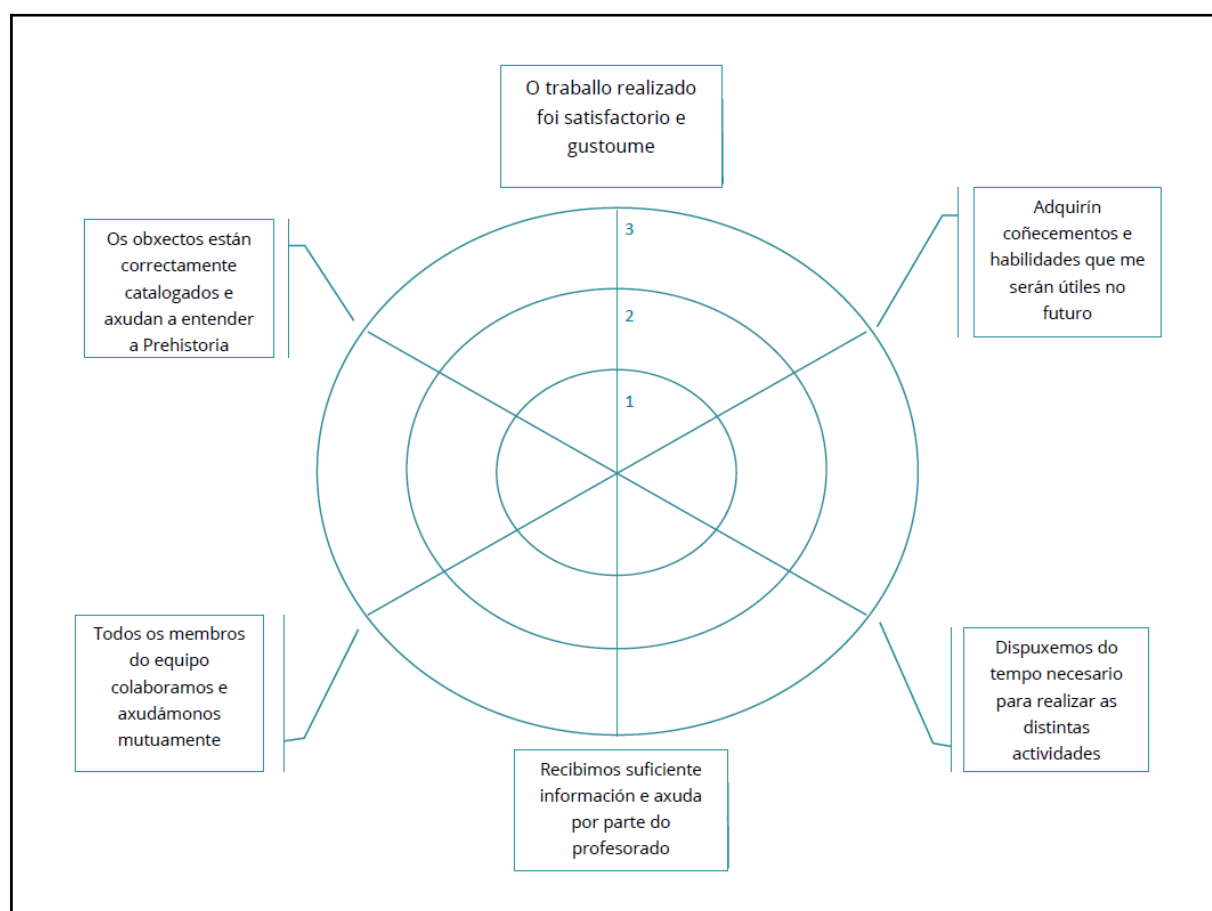 O traballo realizado
foi satisfactorio e
gustoume
Adquirín
coñecementos e
habilidades que me
serán útiles no
futuro
Os obxectos están
correctamente
catalogados e
axudan a entender
a Prehistoria
3
2
1
Todos os membros
do equipo
colaboramos e
axudámonos
mutuamente
Dispuxemos do
tempo necesario
para realizar as
distintas
actividades
Recibimos suficiente
información e axuda
por parte do
profesorado